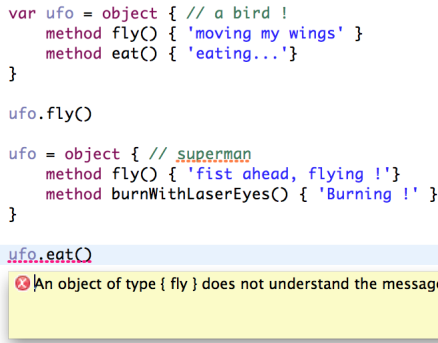 var ufo = object { // a bird !
method fly() { 'moving my wings' }
method eat() { 'eating...'}
}
ufo.fly()
ufo = object { // superman
method fly() { 'fist ahead, flying !'}
method burnWithLaserEyes() { 'Burning !' }
}
ufo.eat()
An object of type { fly } does not understand the message